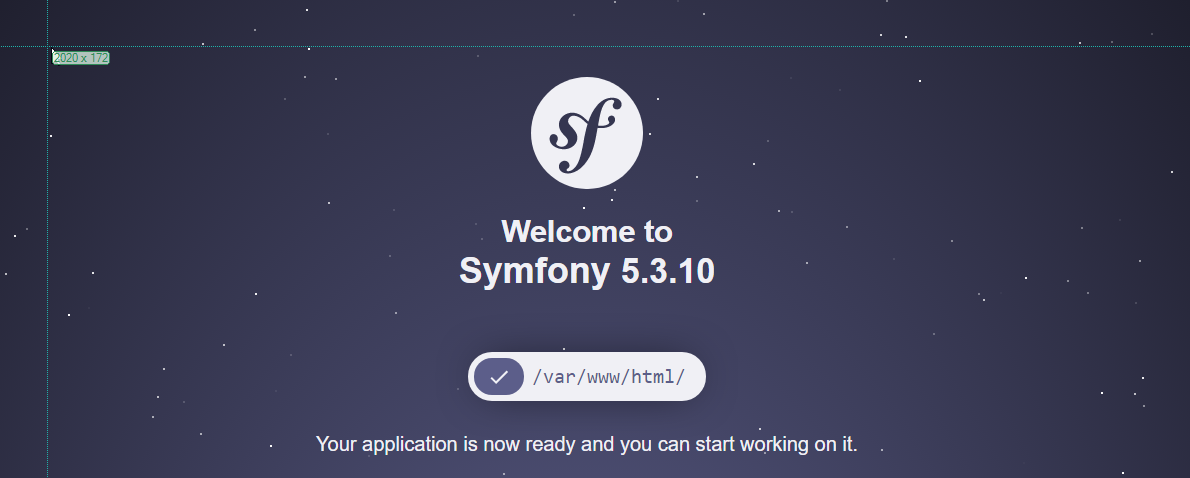 2020 x 172
sf
Welcome to
Symfony 5.3.10
/var/www/html/
Your application is now ready and you can start working on it.